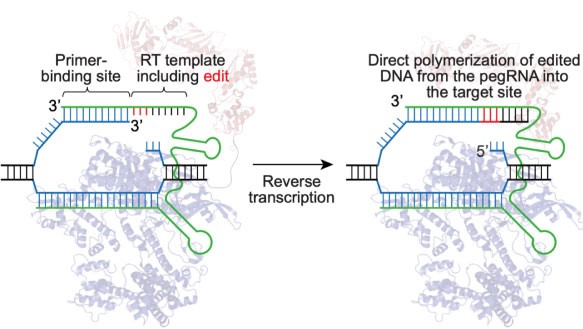 Primer-
binding site
RT template
including edit
3'
3'
Reverse
transcription
Direct polymerization of edited
DNA from the pegRNA into
the target site
3'
5'